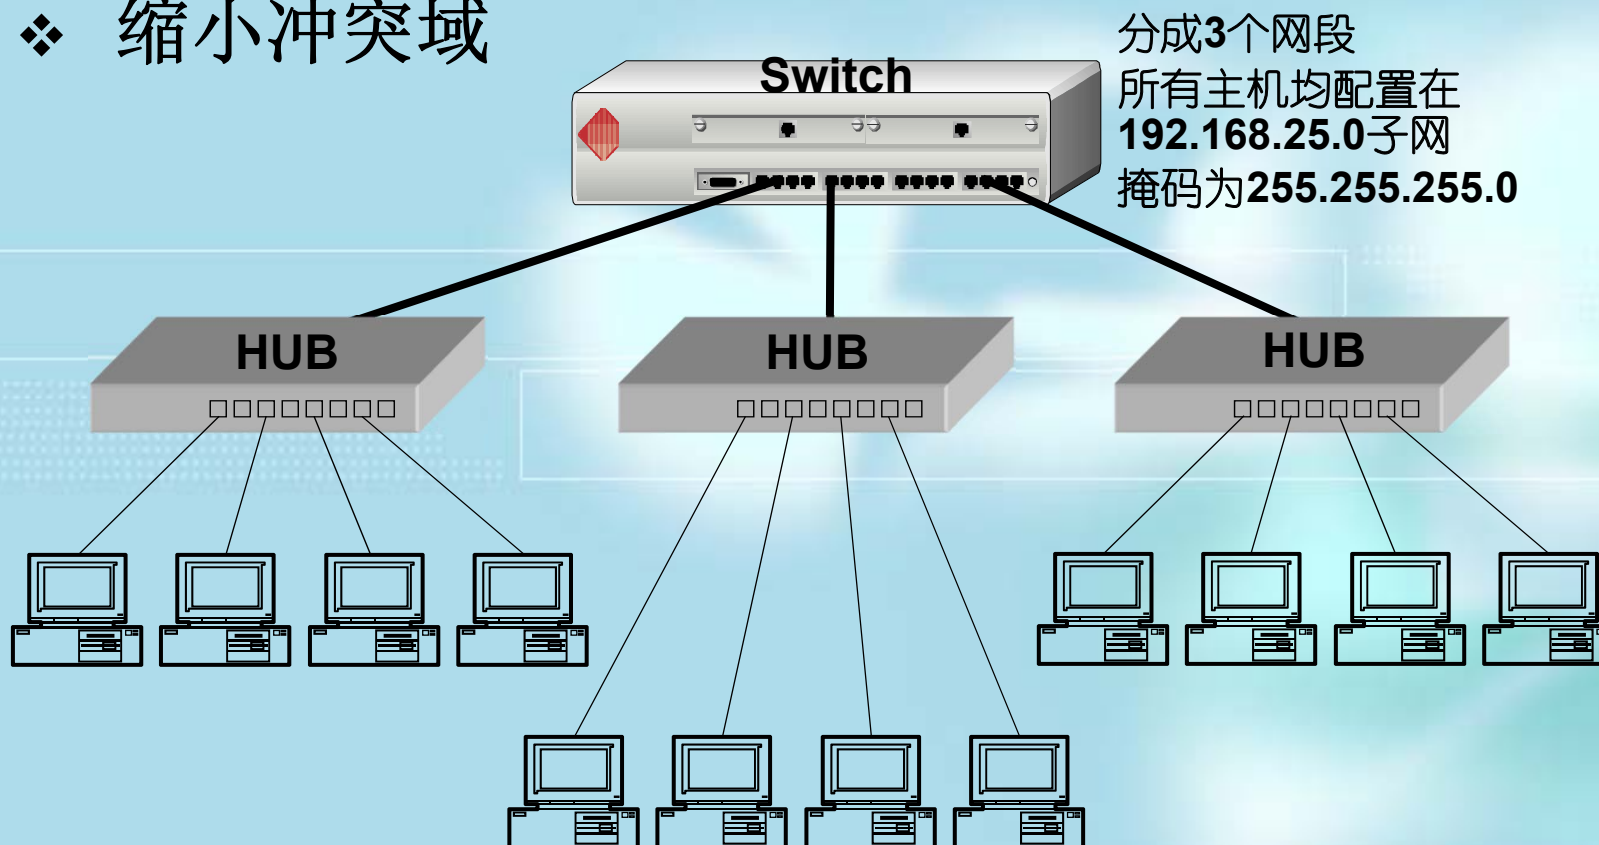 缩小冲突域
Switch
分成3个网段
所有主机均配置在
192.168.25.0子网
掩码为255.255.255.0
HUB
HUB
HUB